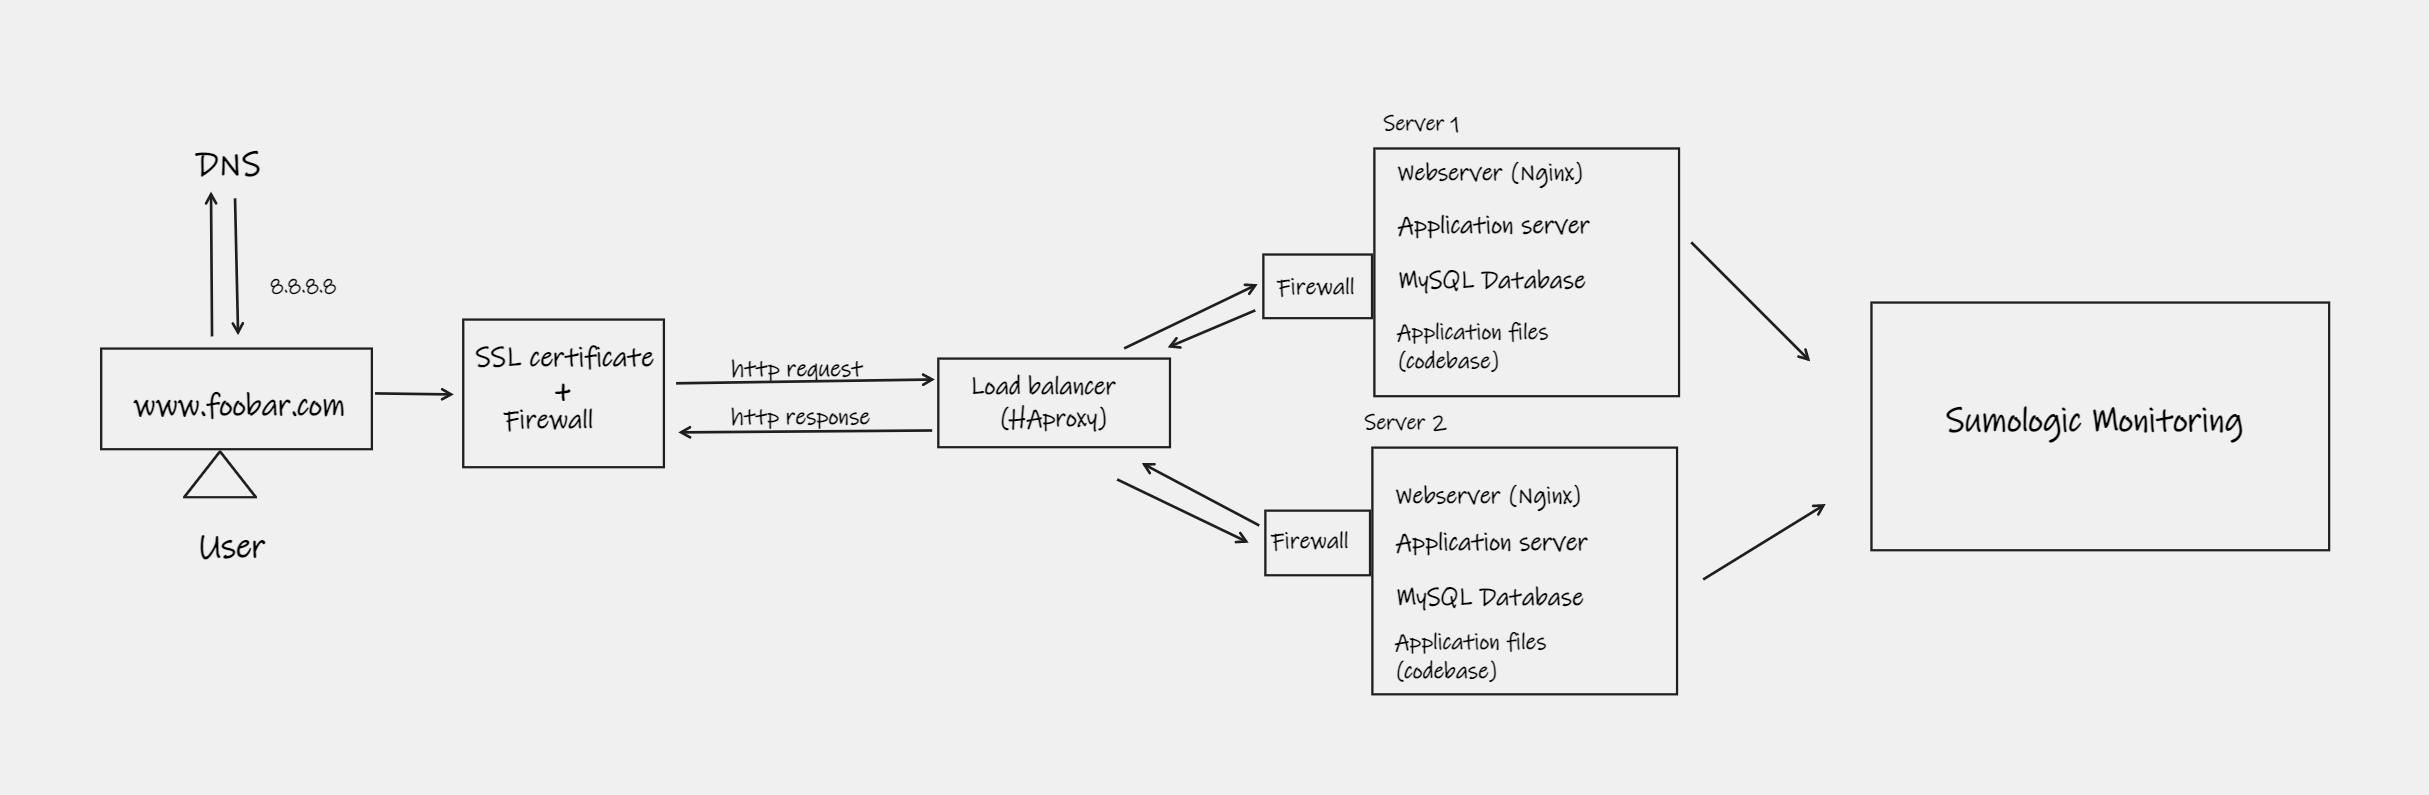 DNS
8.8.8.8
www.foobar.com
User
SSL certificate
+
Firewall
http request
http response
Load balancer
(HAproxy)
Firewall
Server 1
Webserver (Nginx)
Application server
MySQL Database
Application files
(codebase)
Firewall
Server 2
Webserver (Nginx)
Application server
MySQL Database
Application files
(codebase)
Sumologic Monitoring